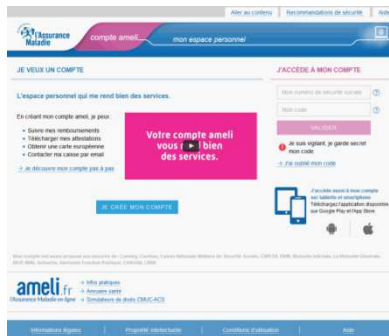 Aller au contenu
Recommandations de sécurité
Aide
l'Assurance
Maladie
compte ameli
mon espace personnel
JE VEUX UN COMPTE
L'espace personnel qui me rend bien des services.
En créant mon compte ameli, je peux :
Suivre mes remboursements
Télécharger mes attestations
Obtenir une carte européenne
Contacter ma caisse par email
→ Je découvre mon compte pas à pas
Votre compte ameli
vous rend bien
des services.
JE CRÉE MON COMPTE
J'ACCÈDE À MON COMPTE
Mon numéro de sécurité sociale
Mon code
VALIDER
Je suis vigilant, je garde secret
mon code.
→ J'ai oublié mon code
J'accède aussi à mon compte
sur tablette et smartphone
Téléchargez l'application disponible
sur Google Play et l'App Store
ameli.fr
l'Assurance Maladie en ligne
→ Infos pratiques
→ Annuaire santé
→ Simulateurs de droits CMUC-ACS
Informations légales
Propriété intellectuelle
Conditions d'utilisation
Aide